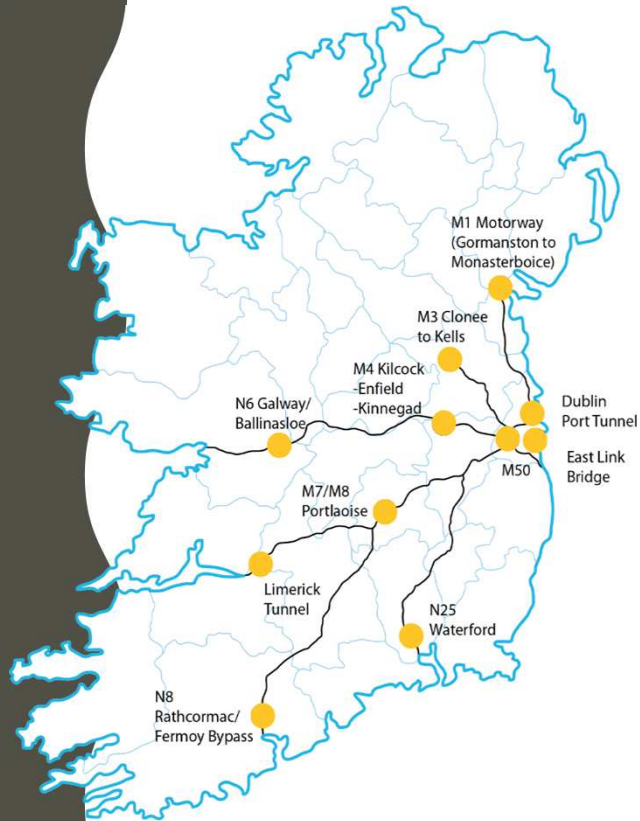 M1 Motorway
(Gormanston to
Monasterboice)
M3 Clonee
to Kells
M4 Kilcock
-Enfield
-Kinnegad
N6 Galway/
Ballinasloe
Dublin
Port Tunnel
M50
East Link
Bridge
M7/M8
Portlaoise
Limerick
Tunnel
N25
Waterford
N8
Rathcormac/
Fermoy Bypass